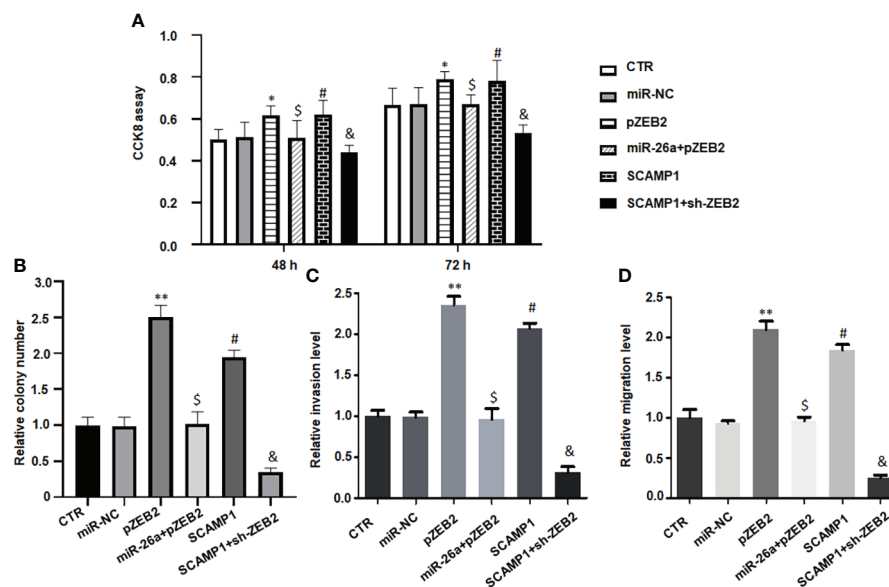 A
CCK8 assay
1.0
0.8
0.6
0.4
0.2
0.0
* $ # &
* $ # &
48 h 72 h
CTR
miR-NC
pZEB2
miR-26a+pZEB2
SCAMP1
SCAMP1+sh-ZEB2
B
Relative colony number
3.0
2.5
2.0
1.5
1.0
0.5
0
** $ # &
CTR
miR-NC
pZEB2
miR-26a+pZEB2
SCAMP1
SCAMP1+sh-ZEB2
C
Relative invasion level
2.5
2.0
1.5
1.0
0.5
0.0
** $ # &
CTR
miR-NC
pZEB2
miR-26a+pZEB2
SCAMP1
SCAMP1+sh-ZEB2
D
Relative migration level
2.5
2.0
1.5
1.0
0.5
0.0
** $ # &
CTR
miR-NC
pZEB2
miR-26a+pZEB2
SCAMP1
SCAMP1+sh-ZEB2